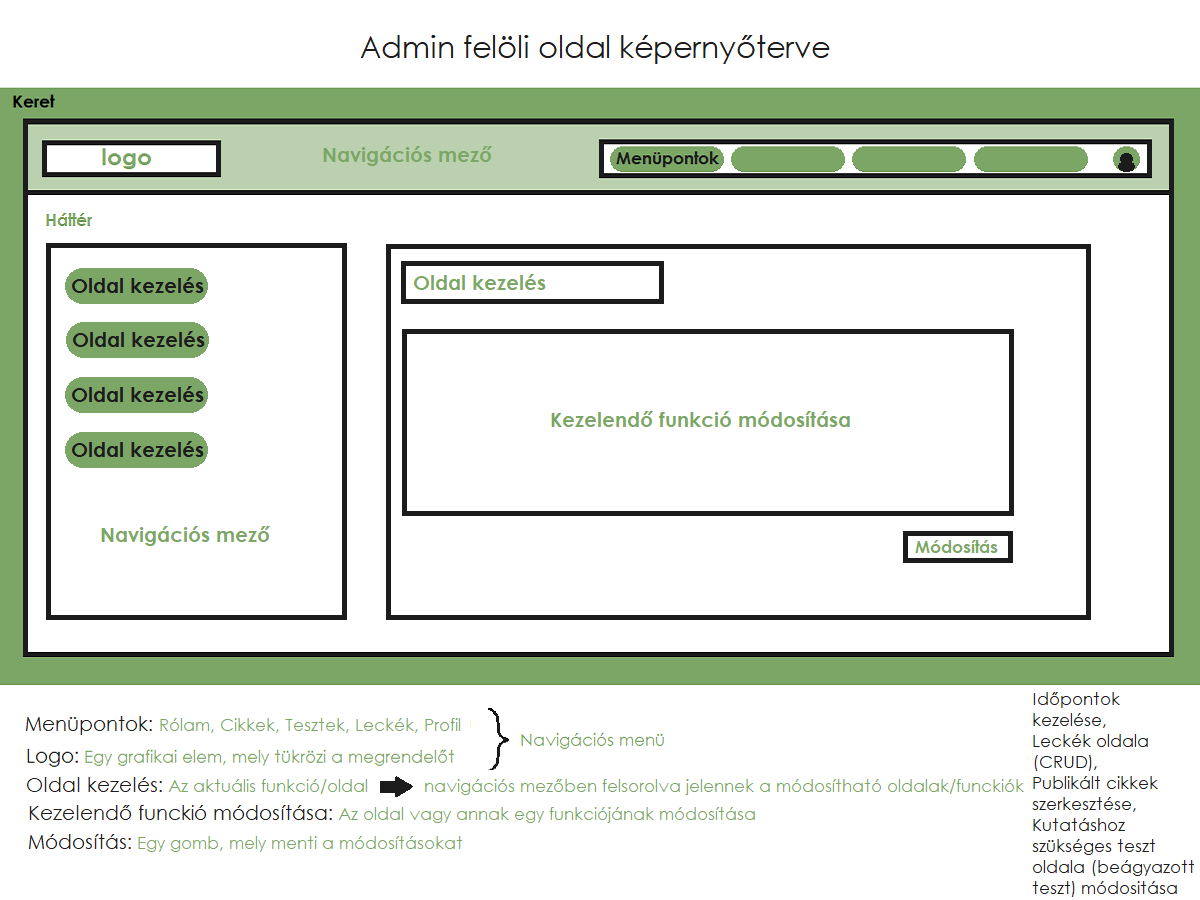 Admin felöli oldal képernyőterve
Keret
logo
Navigációs mező
Menüpontok
Háttér
Oldal kezelés
Oldal kezelés
Oldal kezelés
Oldal kezelés
Navigációs mező
Oldal kezelés
Kezelendő funkció módosítása
Módosítás
Menüpontok: Rólam, Cikkek, Tesztek, Leckék, Profil
Logo: Egy grafikai elem, mely tükrözi a megrendelőt
Navigációs menü
Oldal kezelés: Az aktuális funkció/oldal navigációs mezőben felsorolva jelennek a módosítható oldalak/funckiók
Kezelendő funckió módosítása: Az oldal vagy annak egy funkciójának módosítása
Módosítás: Egy gomb, mely menti a módosításokat
Időpontok
kezelése,
Leckék oldala
(CRUD),
Publikált cikkek
szerkesztése,
Kutatáshoz
szükséges teszt
oldala (beágyazott
teszt) módositása